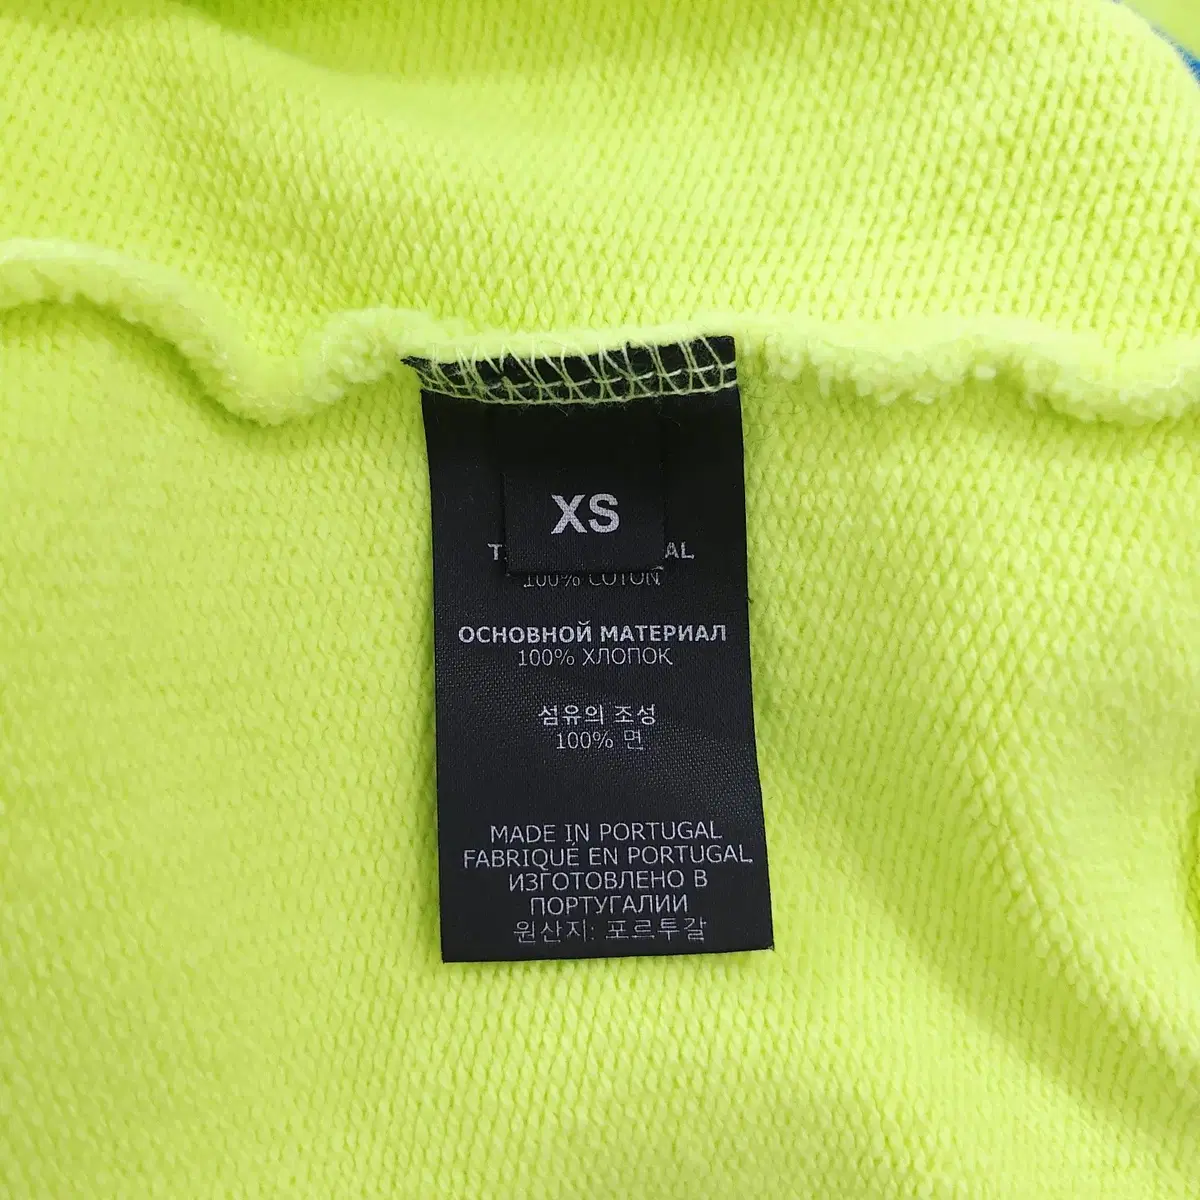 XS
100% COTON
ОСНОВНОЙ МАТЕРИАЛ
100% ХЛОПОК
섬유의 조성
100% 면
MADE IN PORTUGAL
FABRIQUÉ EN PORTUGAL
ИЗГОТОВЛЕНО В
ПОРТУГАЛИИ
원산지: 포르투갈